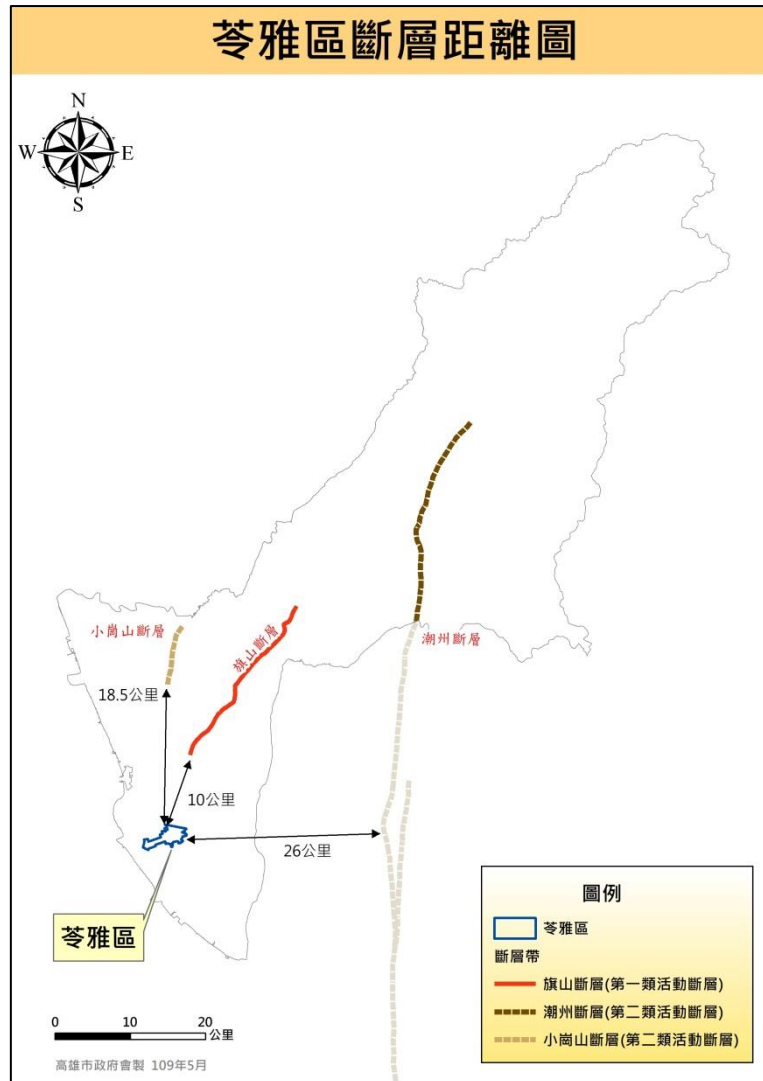 苓雅區斷層距離圖
N
W
E
S
小崗山斷層
旗山斷層
潮州斷層
18.5公里
10公里
26公里
苓雅區
圖例
苓雅區
斷層帶
旗山斷層(第一類活動斷層)
潮州斷層(第二類活動斷層)
小崗山斷層(第二類活動斷層)
0 10 20
公里
高雄市政府會製 109年5月